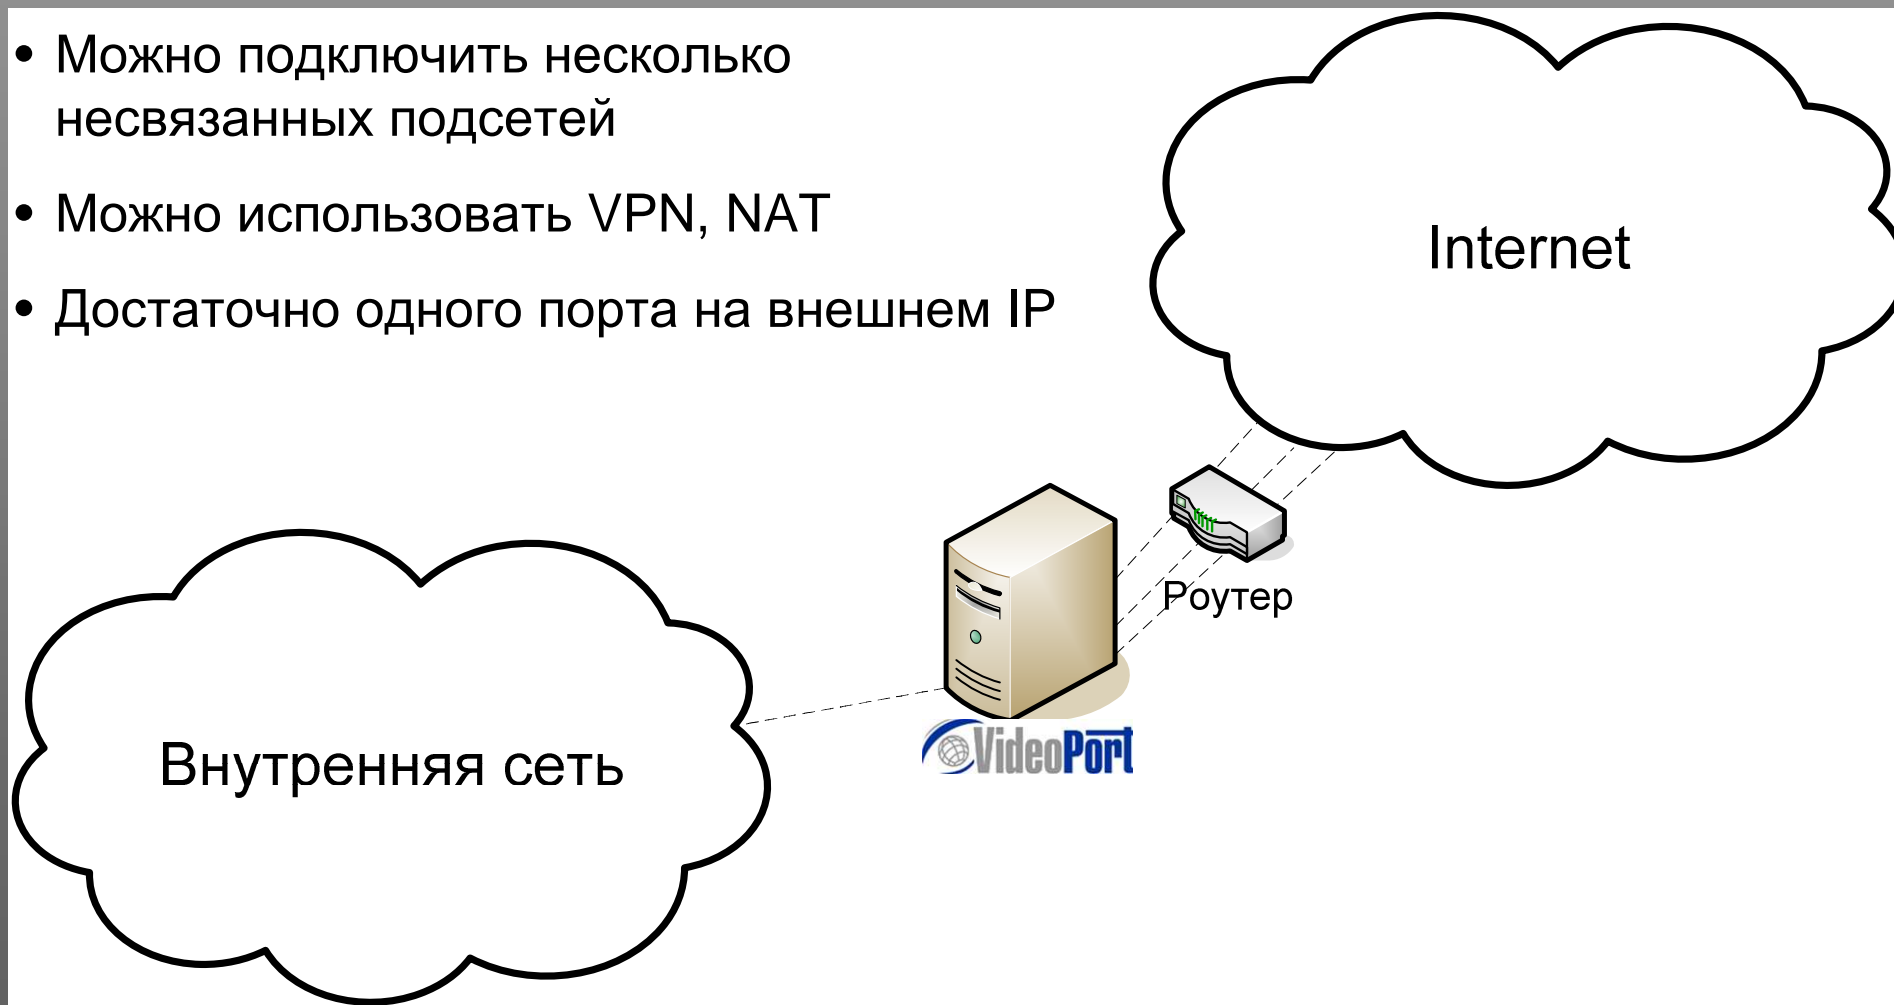 • Можно подключить несколько
несвязанных подсетей
• Можно использовать VPN, NAT
• Достаточно одного порта на внешнем IP
Internet
Роутер
VideoPort
Внутренняя сеть